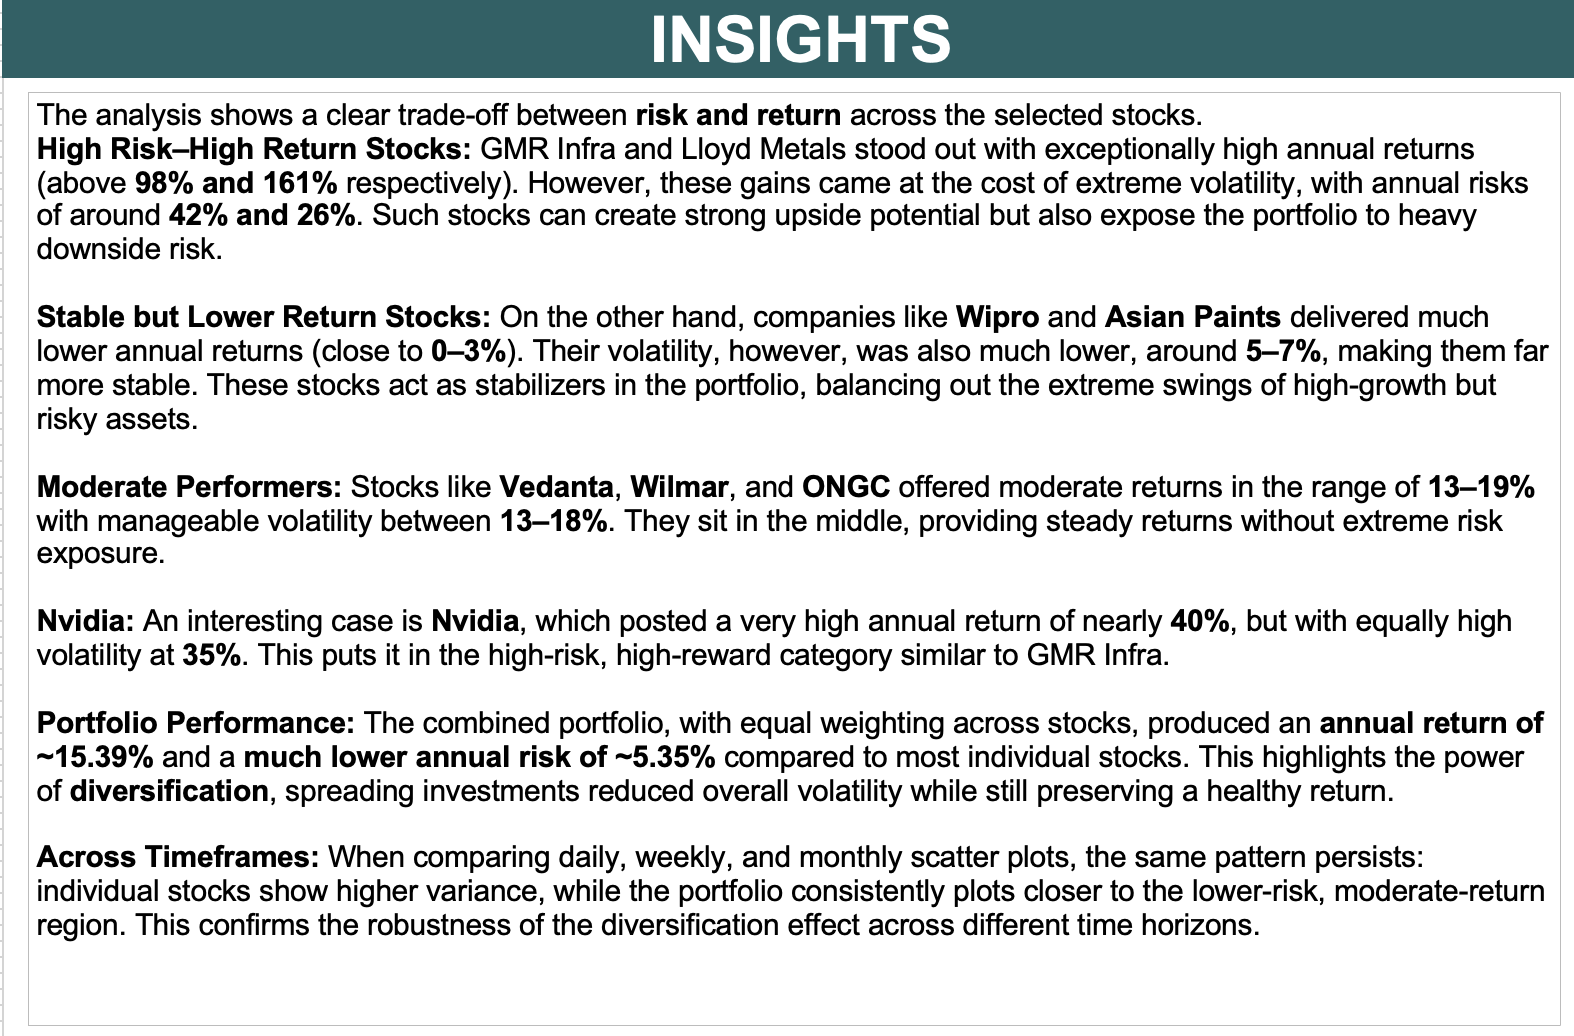 INSIGHTS
The analysis shows a clear trade-off between risk and return across the selected stocks.
High Risk–High Return Stocks: GMR Infra and Lloyd Metals stood out with exceptionally high annual returns
(above 98% and 161% respectively). However, these gains came at the cost of extreme volatility, with annual risks
of around 42% and 26%. Such stocks can create strong upside potential but also expose the portfolio to heavy
downside risk.
Stable but Lower Return Stocks: On the other hand, companies like Wipro and Asian Paints delivered much
lower annual returns (close to 0–3%). Their volatility, however, was also much lower, around 5–7%, making them far
more stable. These stocks act as stabilizers in the portfolio, balancing out the extreme swings of high-growth but
risky assets.
Moderate Performers: Stocks like Vedanta, Wilmar, and ONGC offered moderate returns in the range of 13–19%
with manageable volatility between 13–18%. They sit in the middle, providing steady returns without extreme risk
exposure.
Nvidia: An interesting case is Nvidia, which posted a very high annual return of nearly 40%, but with equally high
volatility at 35%. This puts it in the high-risk, high-reward category similar to GMR Infra.
Portfolio Performance: The combined portfolio, with equal weighting across stocks, produced an annual return of
~15.39% and a much lower annual risk of ~5.35% compared to most individual stocks. This highlights the power
of diversification, spreading investments reduced overall volatility while still preserving a healthy return.
Across Timeframes: When comparing daily, weekly, and monthly scatter plots, the same pattern persists:
individual stocks show higher variance, while the portfolio consistently plots closer to the lower-risk, moderate-return
region. This confirms the robustness of the diversification effect across different time horizons.